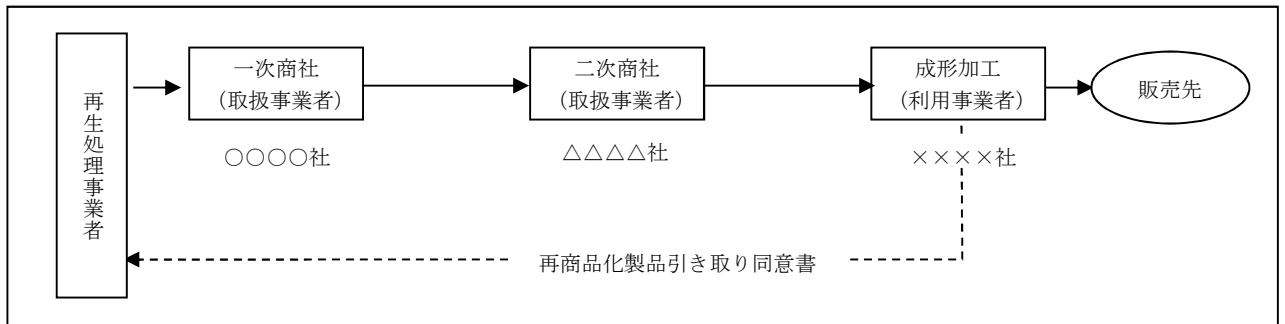 再生処理事業者
一次商社
（取扱事業者）
○○○○社
二次商社
（取扱事業者）
△△△△社
成形加工
（利用事業者）
××××社
販売先
再商品化製品引き取り同意書